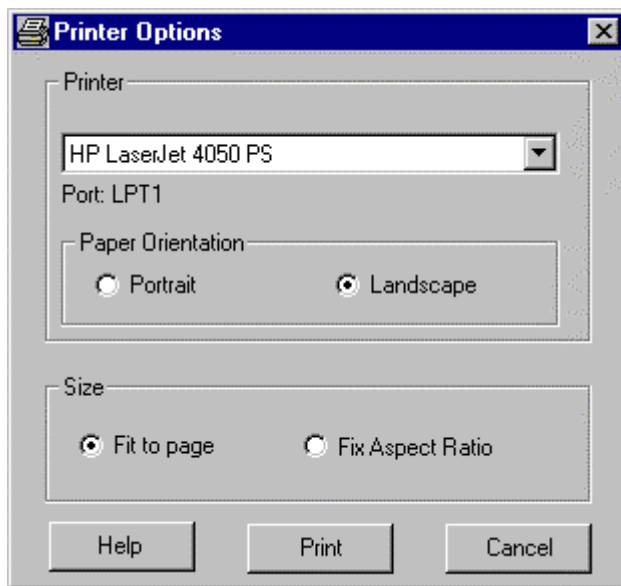 Printer Options
Printer
HP LaserJet 4050 PS
Port: LPT1
Paper Orientation
Portrait Landscape
Size
Fit to page Fix Aspect Ratio
Help Print Cancel